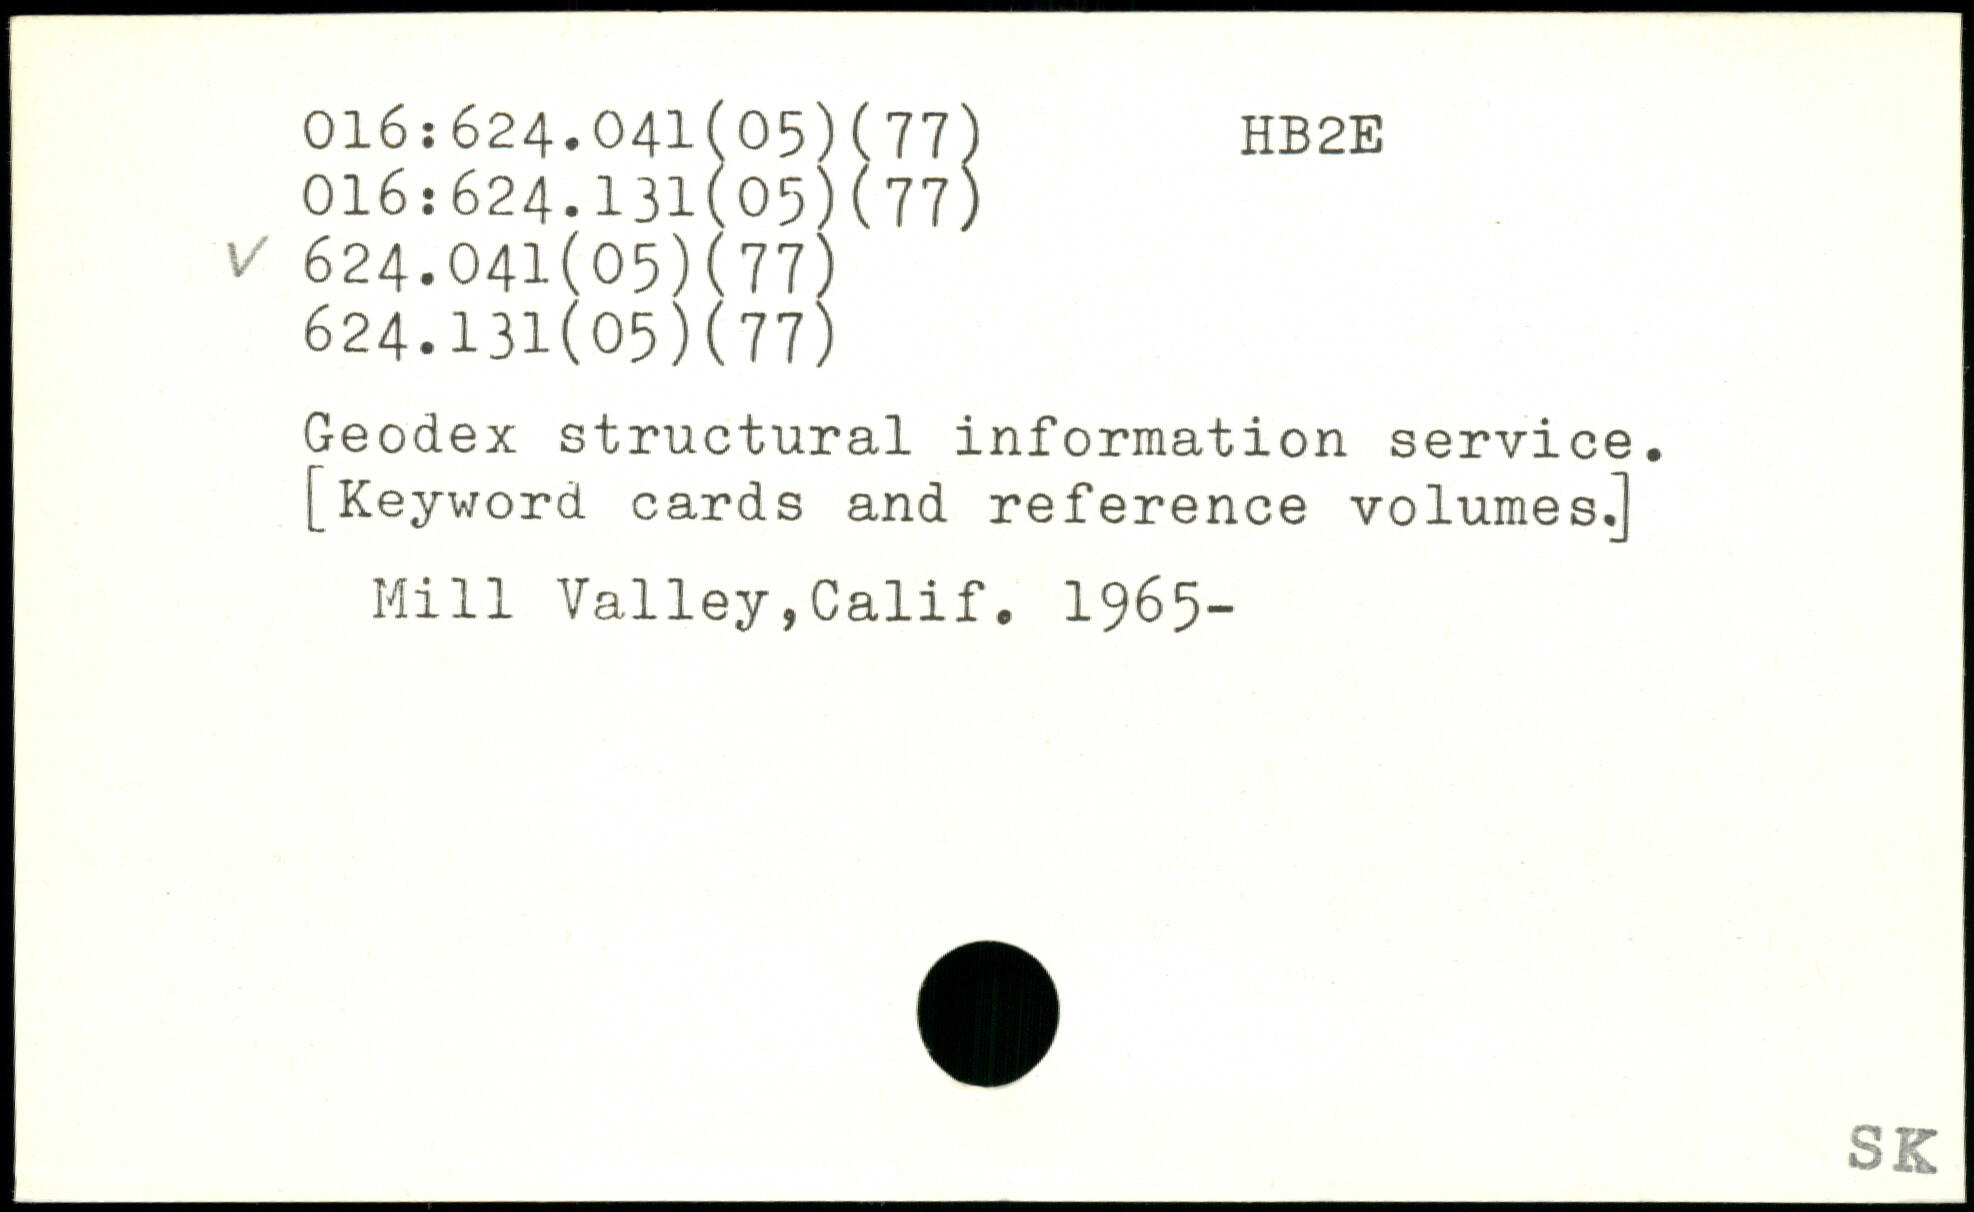 016:624.041(05)(77) HB2E
016:624.131(05)(77)
✓ 624.041(05)(77)
624.131(05)(77)
Geodex structural information service.
[Keyword cards and reference volumes.]
Mill Valley,Calif. 1965-
SK